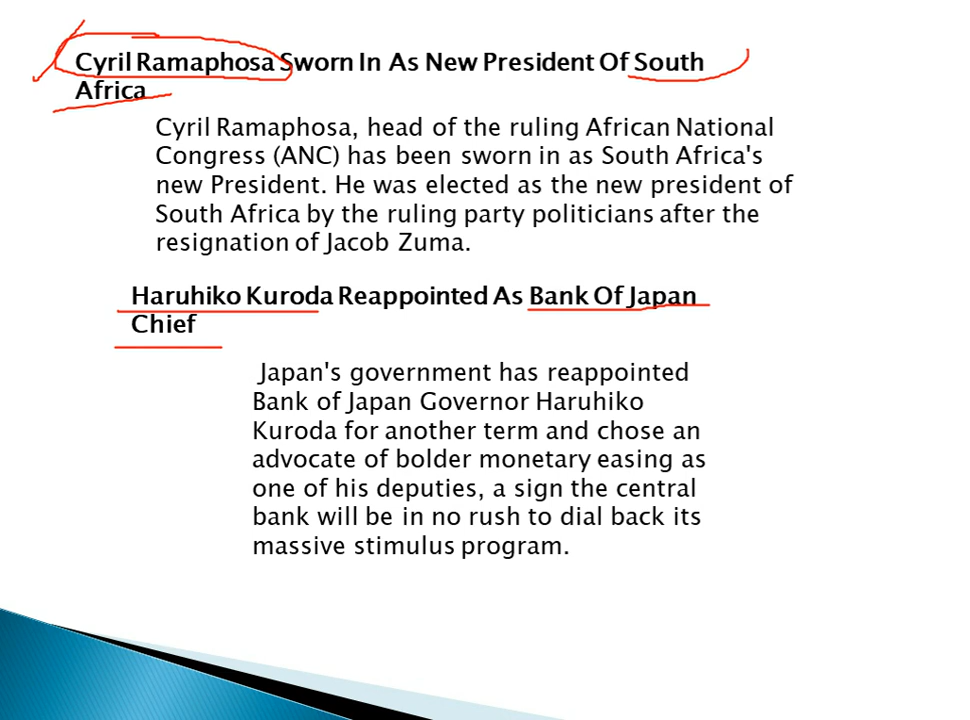 Cyril Ramaphosa Sworn In As New President Of South
Africa
Cyril Ramaphosa, head of the ruling African National
Congress (ANC) has been sworn in as South Africa's
new President. He was elected as the new president of
South Africa by the ruling party politicians after the
resignation of Jacob Zuma.
Haruhiko Kuroda Reappointed As Bank Of Japan
Chief
Japan's government has reappointed
Bank of Japan Governor Haruhiko
Kuroda for another term and chose an
advocate of bolder monetary easing as
one of his deputies, a sign the central
bank will be in no rush to dial back its
massive stimulus program.